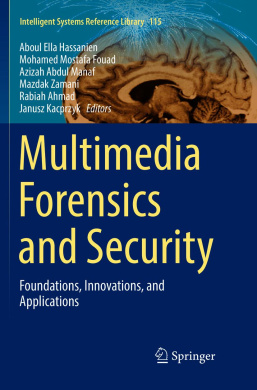 Intelligent Systems Reference Library 115
Aboul Ella Hassanien
Mohamed Mostafa Fouad
Azizah Abdul Manaf
Mazdak Zamani
Rabiah Ahmad
Janusz Kacprzyk Editors
Multimedia
Forensics
and Security
Foundations, Innovations, and
Applications
Springer